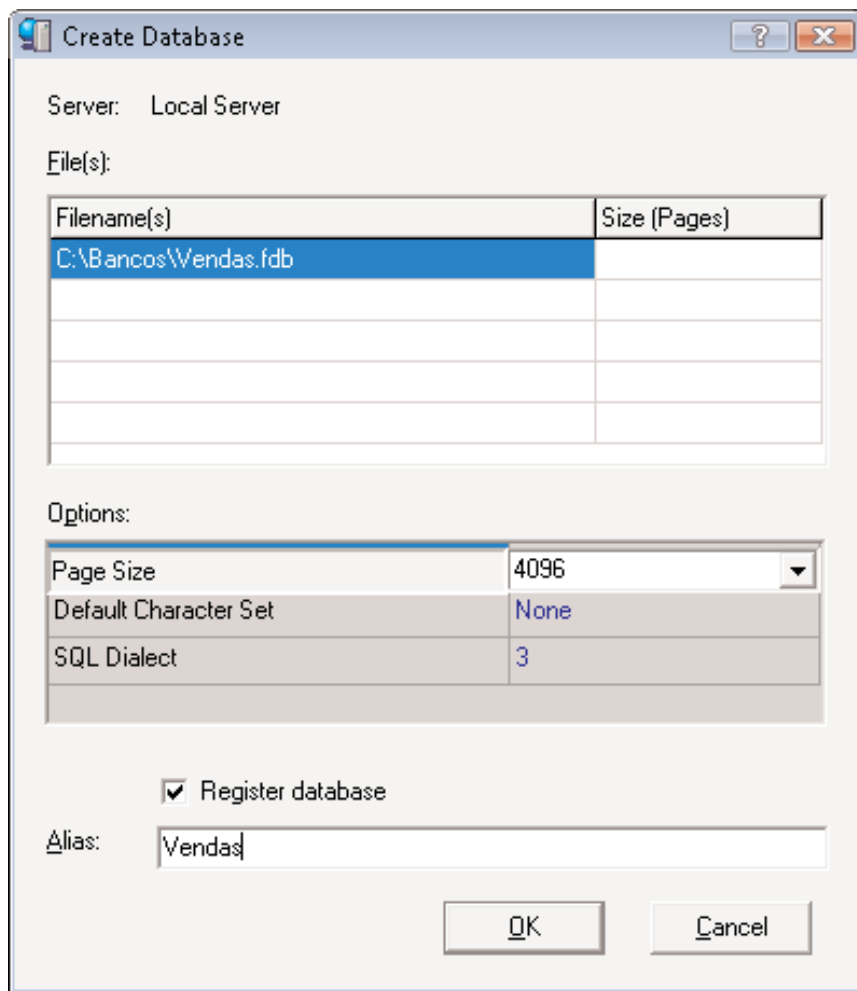 Create Database
Server: Local Server
File(s):
Filename(s) Size (Pages)
C:\Bancos\Vendas.fdb
Options:
Page Size 4096
Default Character Set None
SQL Dialect 3
Register database
Alias: Vendas
OK Cancel